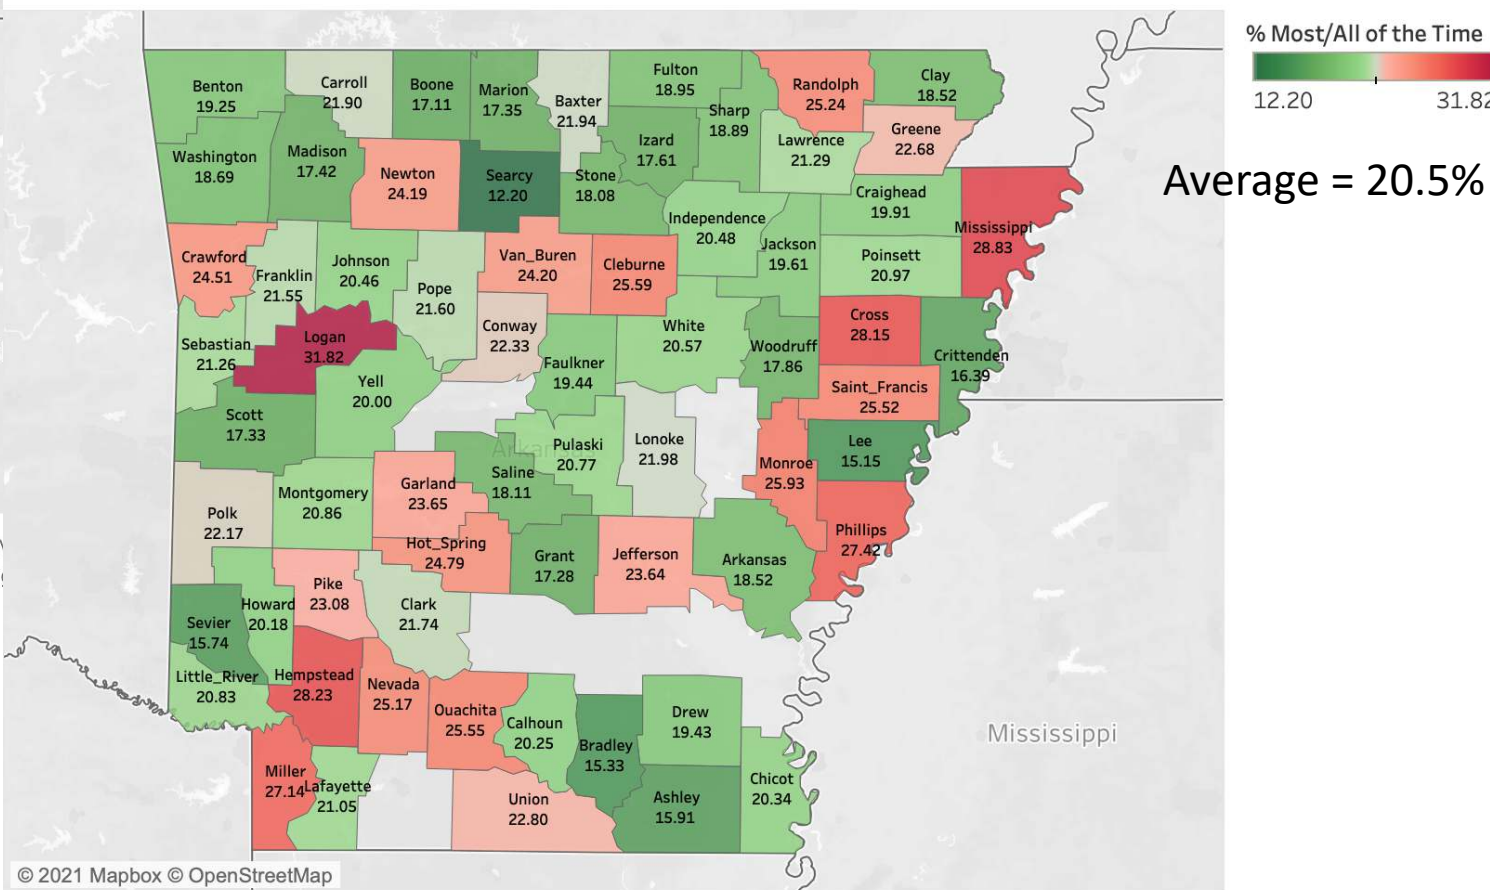 % Most/All of the Time
12.20 31.82
Average = 20.5%
Benton
19.25
Carroll
21.90
Boone
17.11
Marion
17.35
Baxter
21.94
Fulton
18.95
Sharp
18.89
Randolph
25.24
Clay
18.52
Greene
22.68
Lawrence
21.29
Izard
17.61
Washington
18.69
Madison
17.42
Newton
24.19
Searcy
12.20
Stone
18.08
Independence
20.48
Jackson
19.61
Craighead
19.91
Mississippi
28.83
Poinsett
20.97
Crawford
24.51
Franklin
21.55
Johnson
20.46
Pope
21.60
Van_Buren
24.20
Cleburne
25.59
Conway
22.33
White
20.57
Woodruff
17.86
Cross
28.15
Crittenden
16.39
Sebastian
21.26
Logan
31.82
Yell
20.00
Faulkner
19.44
Saint_Francis
25.52
Scott
17.33
Arkansas
Pulaski
20.77
Lonoke
21.98
Monroe
25.93
Lee
15.15
Polk
22.17
Montgomery
20.86
Garland
23.65
Saline
18.11
Hot_Spring
24.79
Grant
17.28
Jefferson
23.64
Arkansas
18.52
Phillips
27.42
Sevier
15.74
Howard
20.18
Pike
23.08
Clark
21.74
Little_River
20.83
Hempstead
28.23
Nevada
25.17
Ouachita
25.55
Calhoun
20.25
Bradley
15.33
Drew
19.43
Mississippi
Miller
27.14
Lafayette
21.05
Union
22.80
Ashley
15.91
Chicot
20.34
© 2021 Mapbox © OpenStreetMap